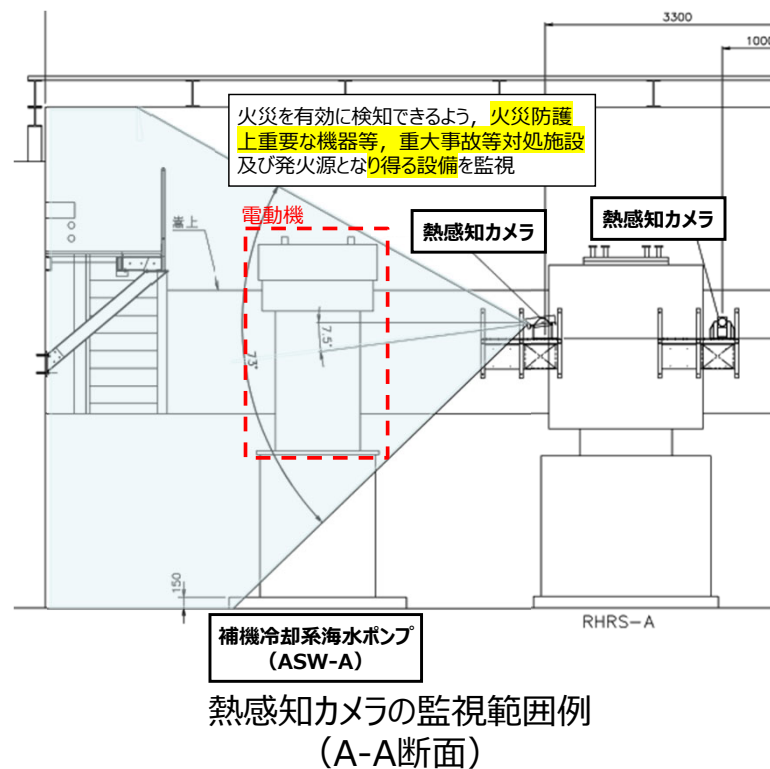 3300
1000
火災を有効に検知できるよう，火災防護
上重要な機器等，重大事故等対処施設
及び発火源となり得る設備を監視
電動機
嵩上
熱感知カメラ
熱感知カメラ
7.5°
73°
150
補機冷却系海水ポンプ
（ASW-A）
RHRS-A
熱感知カメラの監視範囲例
（A-A断面）